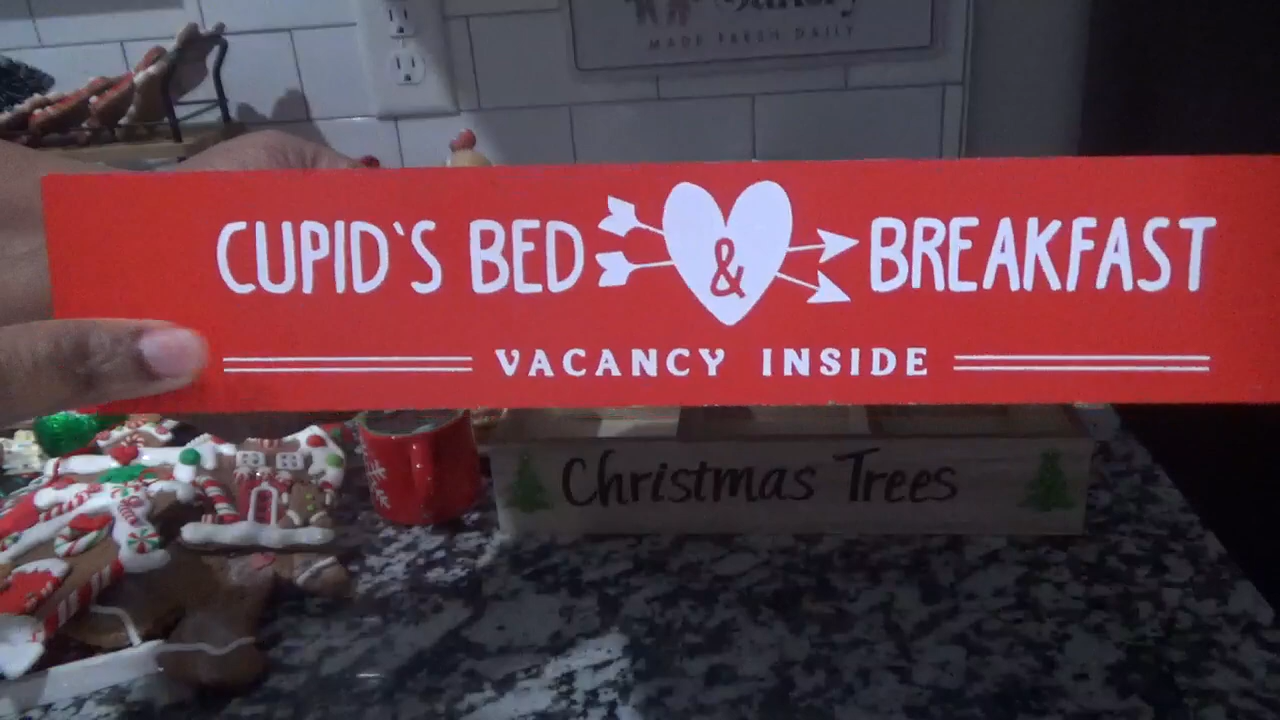 MADE FRESH DAILY
CUPID'S BED & BREAKFAST
VACANCY INSIDE
Christmas Trees